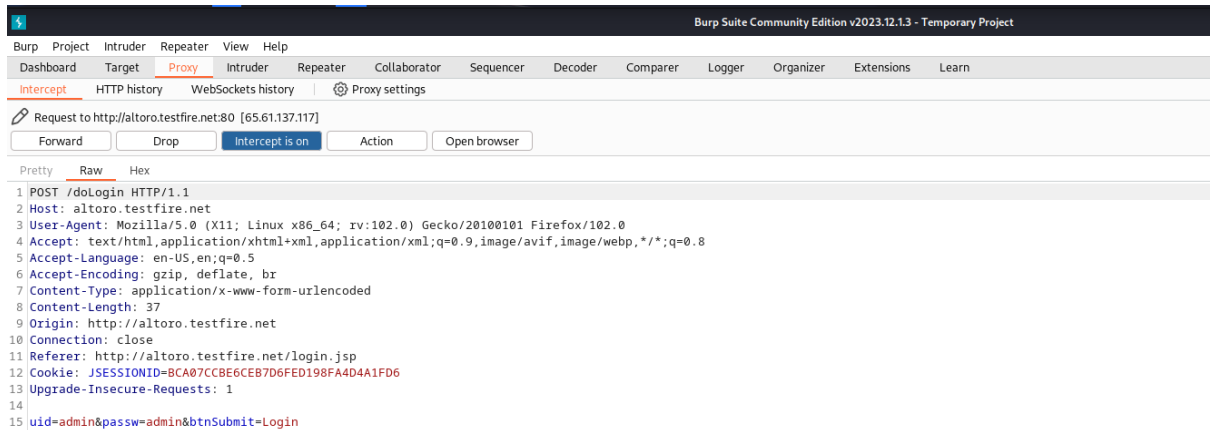 Burp Suite Community Edition v2023.12.1.3 - Temporary Project
Burp Project Intruder Repeater View Help
Dashboard Target Proxy Intruder Repeater Collaborator Sequencer Decoder Comparer Logger Organizer Extensions Learn
Intercept HTTP history WebSockets history Proxy settings
Request to http://altoro.testfire.net:80 [65.61.137.117]
Forward Drop Intercept is on Action Open browser
Pretty Raw Hex
1 POST /doLogin HTTP/1.1
2 Host: altoro.testfire.net
3 User-Agent: Mozilla/5.0 (X11; Linux x86_64; rv:102.0) Gecko/20100101 Firefox/102.0
4 Accept: text/html,application/xhtml+xml,application/xml;q=0.9,image/avif,image/webp,*/*;q=0.8
5 Accept-Language: en-US,en;q=0.5
6 Accept-Encoding: gzip, deflate, br
7 Content-Type: application/x-www-form-urlencoded
8 Content-Length: 37
9 Origin: http://altoro.testfire.net
10 Connection: close
11 Referer: http://altoro.testfire.net/login.jsp
12 Cookie: JSESSIONID=BCA07CCBE6CEB7D6FED198FA4D4A1FD6
13 Upgrade-Insecure-Requests: 1
14
15 uid=admin&passw=admin&btnSubmit=Login